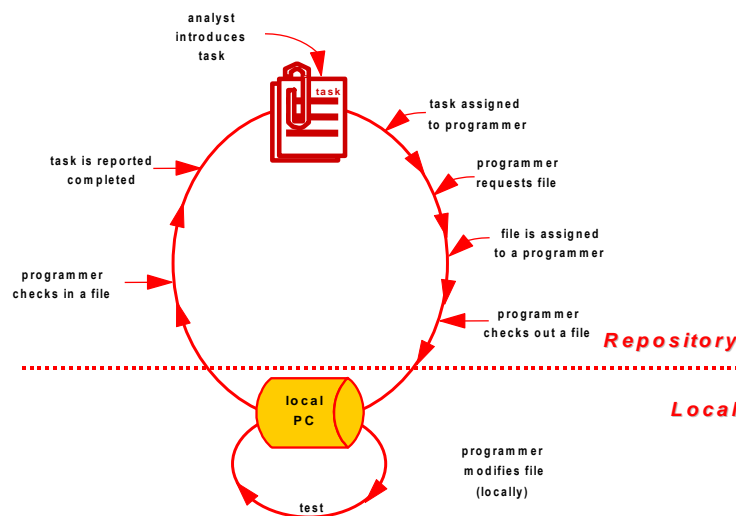 analyst
introduces
task
task
task assigned
to programmer
programmer
requests file
file is assigned
to a programmer
programmer
checks out a file
Repository
Local
local
PC
programmer
modifies file
(locally)
test
programmer
checks in a file
task is reported
completed